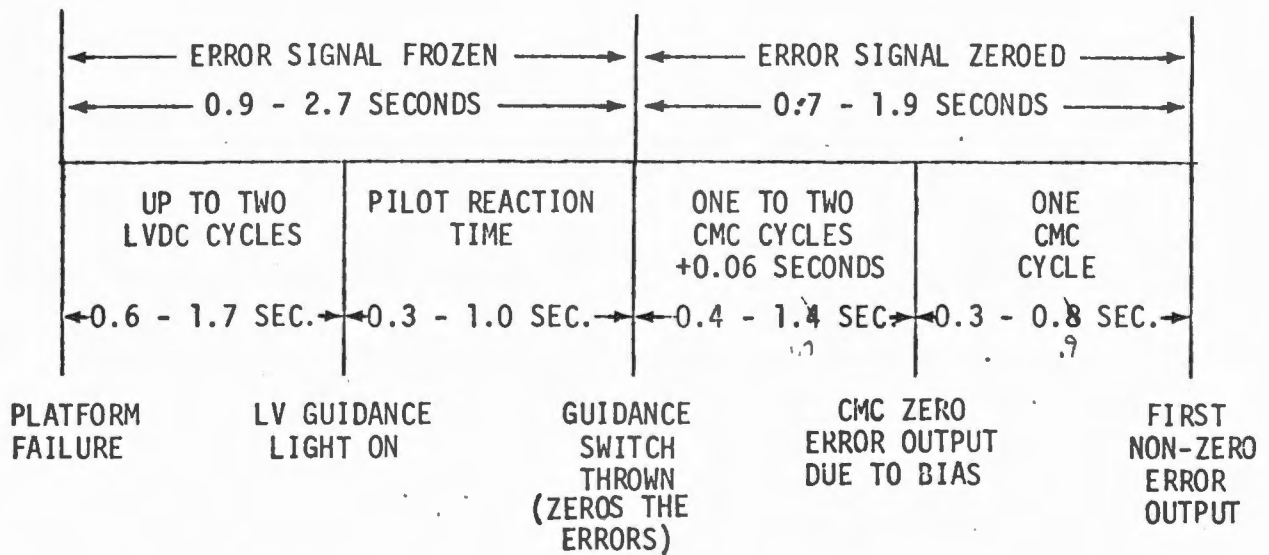 ERROR SIGNAL FROZEN
0.9 - 2.7 SECONDS
ERROR SIGNAL ZEROED
0.7 - 1.9 SECONDS
UP TO TWO
LVDC CYCLES
0.6 - 1.7 SEC.
PILOT REACTION
TIME
0.3 - 1.0 SEC.
ONE TO TWO
CMC CYCLES
+0.06 SECONDS
0.4 - 1.4 SEC.
ONE
CMC
CYCLE
0.3 - 0.8 SEC.
.9
PLATFORM
FAILURE
LV GUIDANCE
LIGHT ON
GUIDANCE
SWITCH
THROWN
(ZEROS THE
ERRORS)
CMC ZERO
ERROR OUTPUT
DUE TO BIAS
FIRST
NON-ZERO
ERROR
OUTPUT